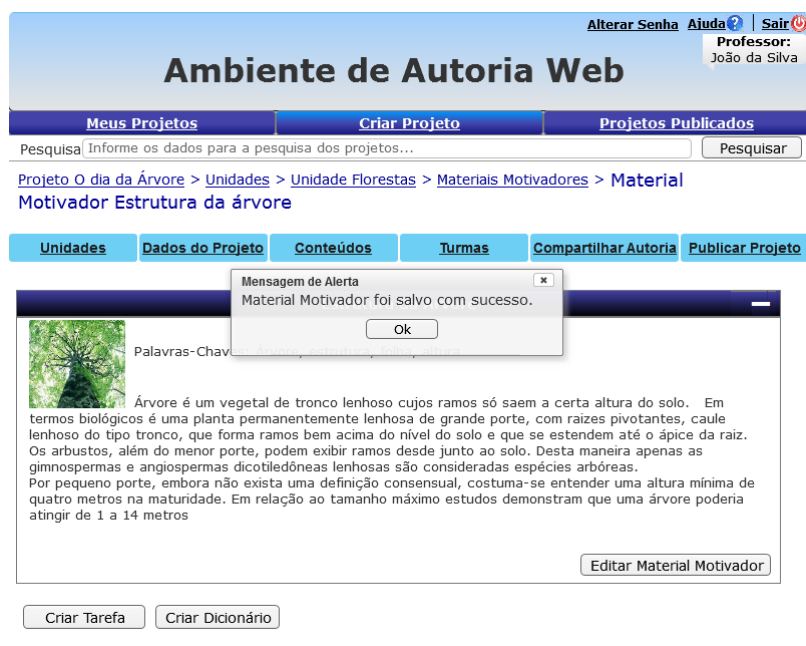 Alterar Senha Ajuda? Sair
Professor:
João da Silva
Ambiente de Autoria Web
Meus Projetos Criar Projeto Projetos Publicados
Pesquisa Informe os dados para a pesquisa dos projetos... Pesquisar
Projeto O dia da Árvore > Unidades > Unidade Florestas > Materiais Motivadores > Material
Motivador Estrutura da árvore
Unidades Dados do Projeto Conteúdos Turmas Compartilhar Autoria Publicar Projeto
Mensagem de Alerta
Material Motivador foi salvo com sucesso.
Ok
Palavras-Chaves: Árvore, estrutura, folha, altura
Árvore é um vegetal de tronco lenhoso cujos ramos só saem a certa altura do solo. Em
termos biológicos é uma planta permanentemente lenhosa de grande porte, com raizes pivotantes, caule
lenhoso do tipo tronco, que forma ramos bem acima do nível do solo e que se estendem até o ápice da raiz.
Os arbustos, além do menor porte, podem exibir ramos desde junto ao solo. Desta maneira apenas as
gimnospermas e angiospermas dicotiledôneas lenhosas são consideradas espécies arbóreas.
Por pequeno porte, embora não exista uma definição consensual, costuma-se entender uma altura mínima de
quatro metros na maturidade. Em relação ao tamanho máximo estudos demonstram que uma árvore poderia
atingir de 1 a 14 metros
Editar Material Motivador
Criar Tarefa Criar Dicionário